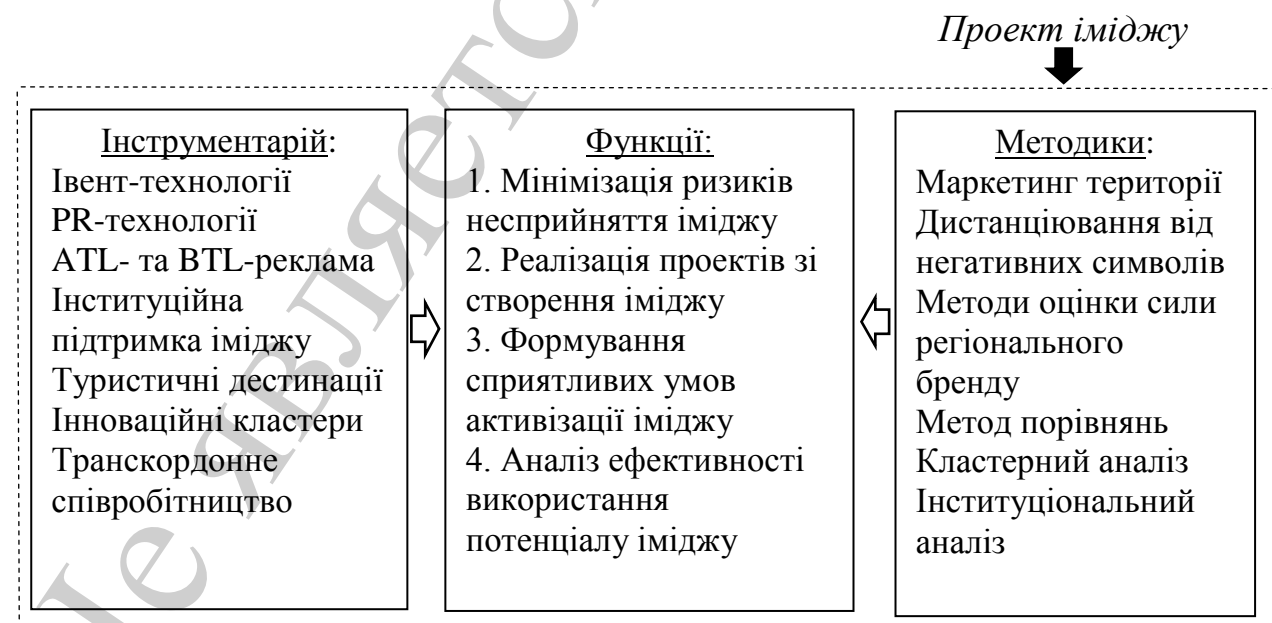 Проект іміджу
Інструментарій:
Івент-технології
PR-технології
ATL- та BTL-реклама
Інституційна
підтримка іміджу
Туристичні дестинації
Інноваційні кластери
Транскордонне
співробітництво
Функції:
1. Мінімізація ризиків
несприйняття іміджу
2. Реалізація проектів зі
створення іміджу
3. Формування
сприятливих умов
активізації іміджу
4. Аналіз ефективності
використання
потенціалу іміджу
Методики:
Маркетинг території
Дистанціювання від
негативних символів
Методи оцінки сили
регіонального
бренду
Метод порівнянь
Кластерний аналіз
Інституціональний
аналіз